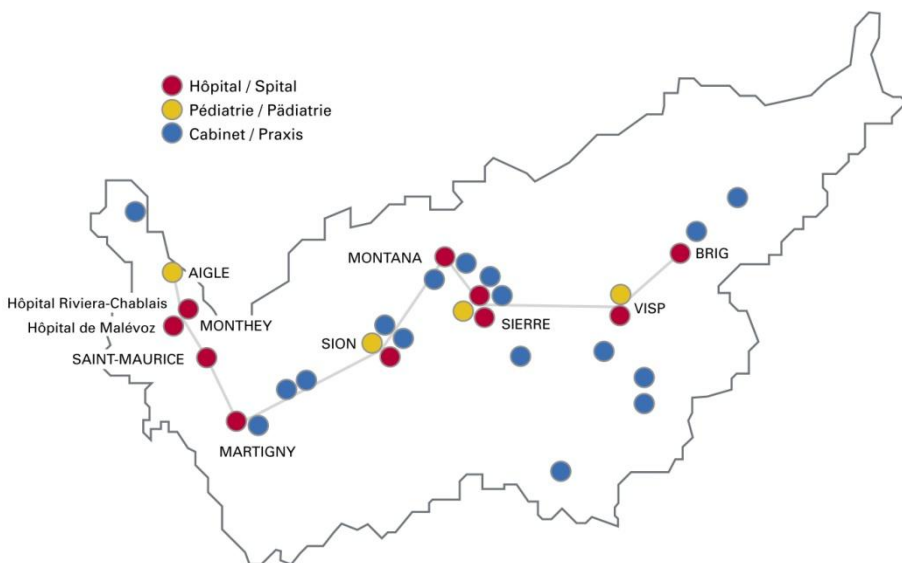 Hôpital / Spital
Pédiatrie / Pädiatrie
Cabinet / Praxis
AIGLE
Hôpital Riviera-Chablais
MONTHEY
Hôpital de Malévoz
SAINT-MAURICE
MARTIGNY
SION
MONTANA
SIERRE
VISP
BRIG